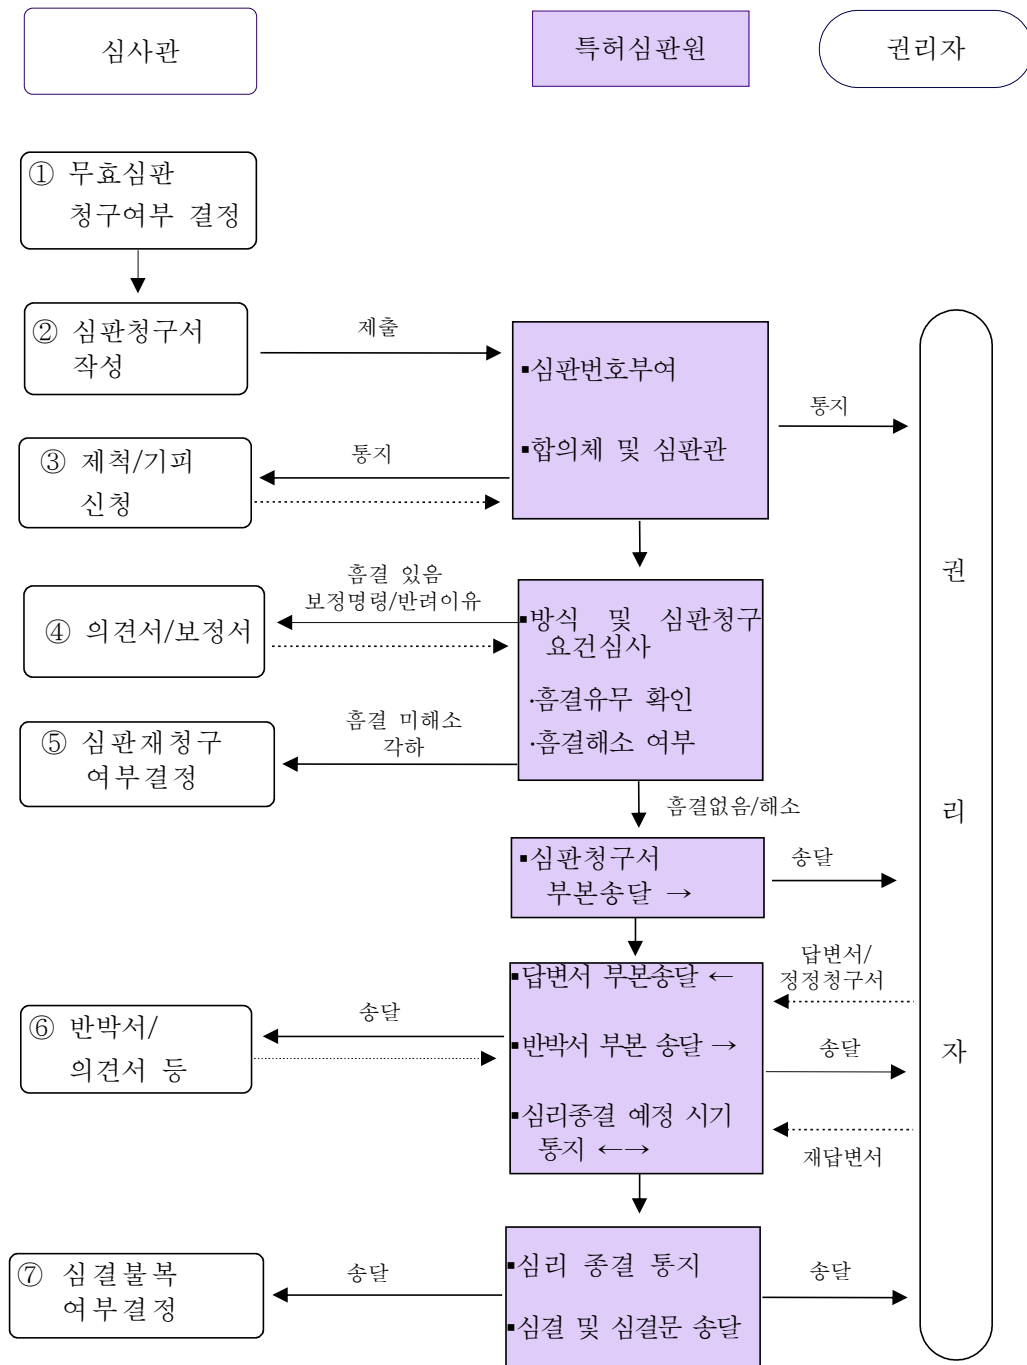 심사관
특허심판원
권리자
① 무효심판
청구여부 결정
② 심판청구서
작성
제출
▪심판번호부여
▪합의체 및 심판관
통지
③ 제척/기피
신청
통지
흠결 있음
보정명령/반려이유
④ 의견서/보정서
▪방식 및 심판청구
요건심사
·흠결유무 확인
·흠결해소 여부
흠결 미해소
각하
⑤ 심판재청구
여부결정
흠결없음/해소
▪심판청구서
부본송달 →
송달
▪답변서 부본송달 ←
답변서/
정정청구서
⑥ 반박서/
의견서 등
송달
▪반박서 부본 송달 →
송달
▪심리종결 예정 시기
통지 ←→
재답변서
⑦ 심결불복
여부결정
송달
▪심리 종결 통지
▪심결 및 심결문 송달
송달
권
리
자